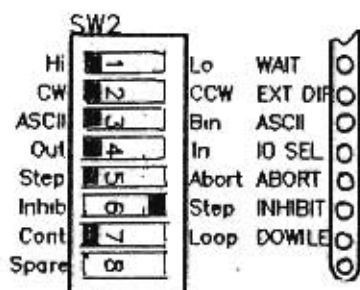 SW2
Hi 1 Lo WAIT
CW 2 CCW EXT DIR
ASCII 3 Bin ASCII
Out 4 In IO SEL
Step 5 Abort ABORT
Inhib 6 Step INHIBIT
Cont 7 Loop DOWILE
Spare 8